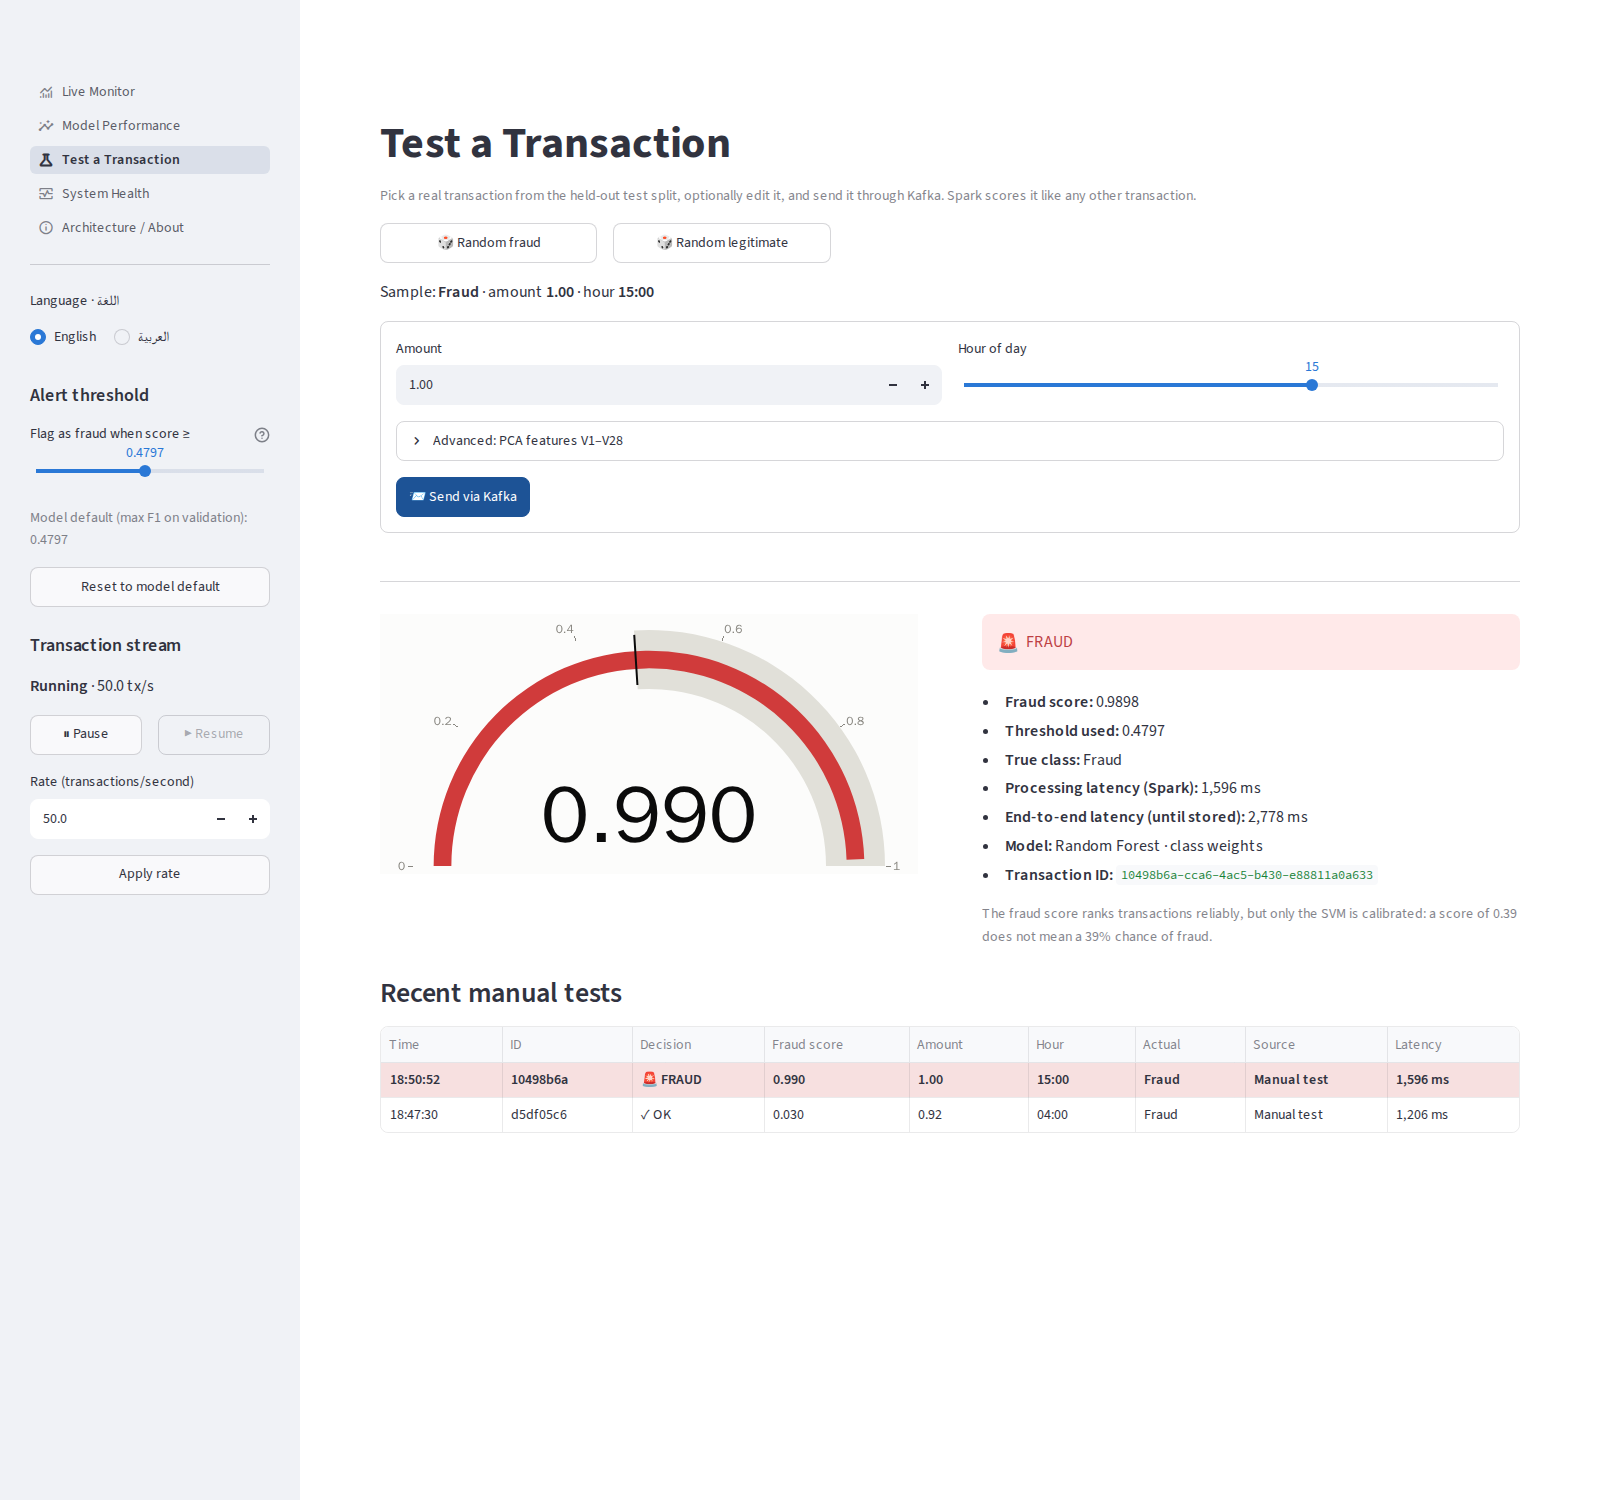 Live Monitor
Model Performance
Test a Transaction
System Health
Architecture / About
Language · اللغة
English
العربية
Alert threshold
Flag as fraud when score ≥
0.4797
Model default (max F1 on validation):
0.4797
Reset to model default
Transaction stream
Running · 50.0 tx/s
Pause
Resume
Rate (transactions/second)
50.0
Apply rate
Test a Transaction
Pick a real transaction from the held-out test split, optionally edit it, and send it through Kafka. Spark scores it like any other transaction.
🎲 Random fraud
🎲 Random legitimate
Sample: Fraud · amount 1.00 · hour 15:00
Amount
1.00
Hour of day
15
Advanced: PCA features V1–V28
📨 Send via Kafka
0
0.2
0.4
0.6
0.8
1
0.990
🚨 FRAUD
• Fraud score: 0.9898
• Threshold used: 0.4797
• True class: Fraud
• Processing latency (Spark): 1,596 ms
• End-to-end latency (until stored): 2,778 ms
• Model: Random Forest · class weights
• Transaction ID: 10498b6a-cca6-4ac5-b430-e88811a0a633
The fraud score ranks transactions reliably, but only the SVM is calibrated: a score of 0.39
does not mean a 39% chance of fraud.
Recent manual tests
Time ID Decision Fraud score Amount Hour Actual Source Latency
18:50:52 10498b6a 🚨 FRAUD 0.990 1.00 15:00 Fraud Manual test 1,596 ms
18:47:30 d5df05c6 ✓ OK 0.030 0.92 04:00 Fraud Manual test 1,206 ms